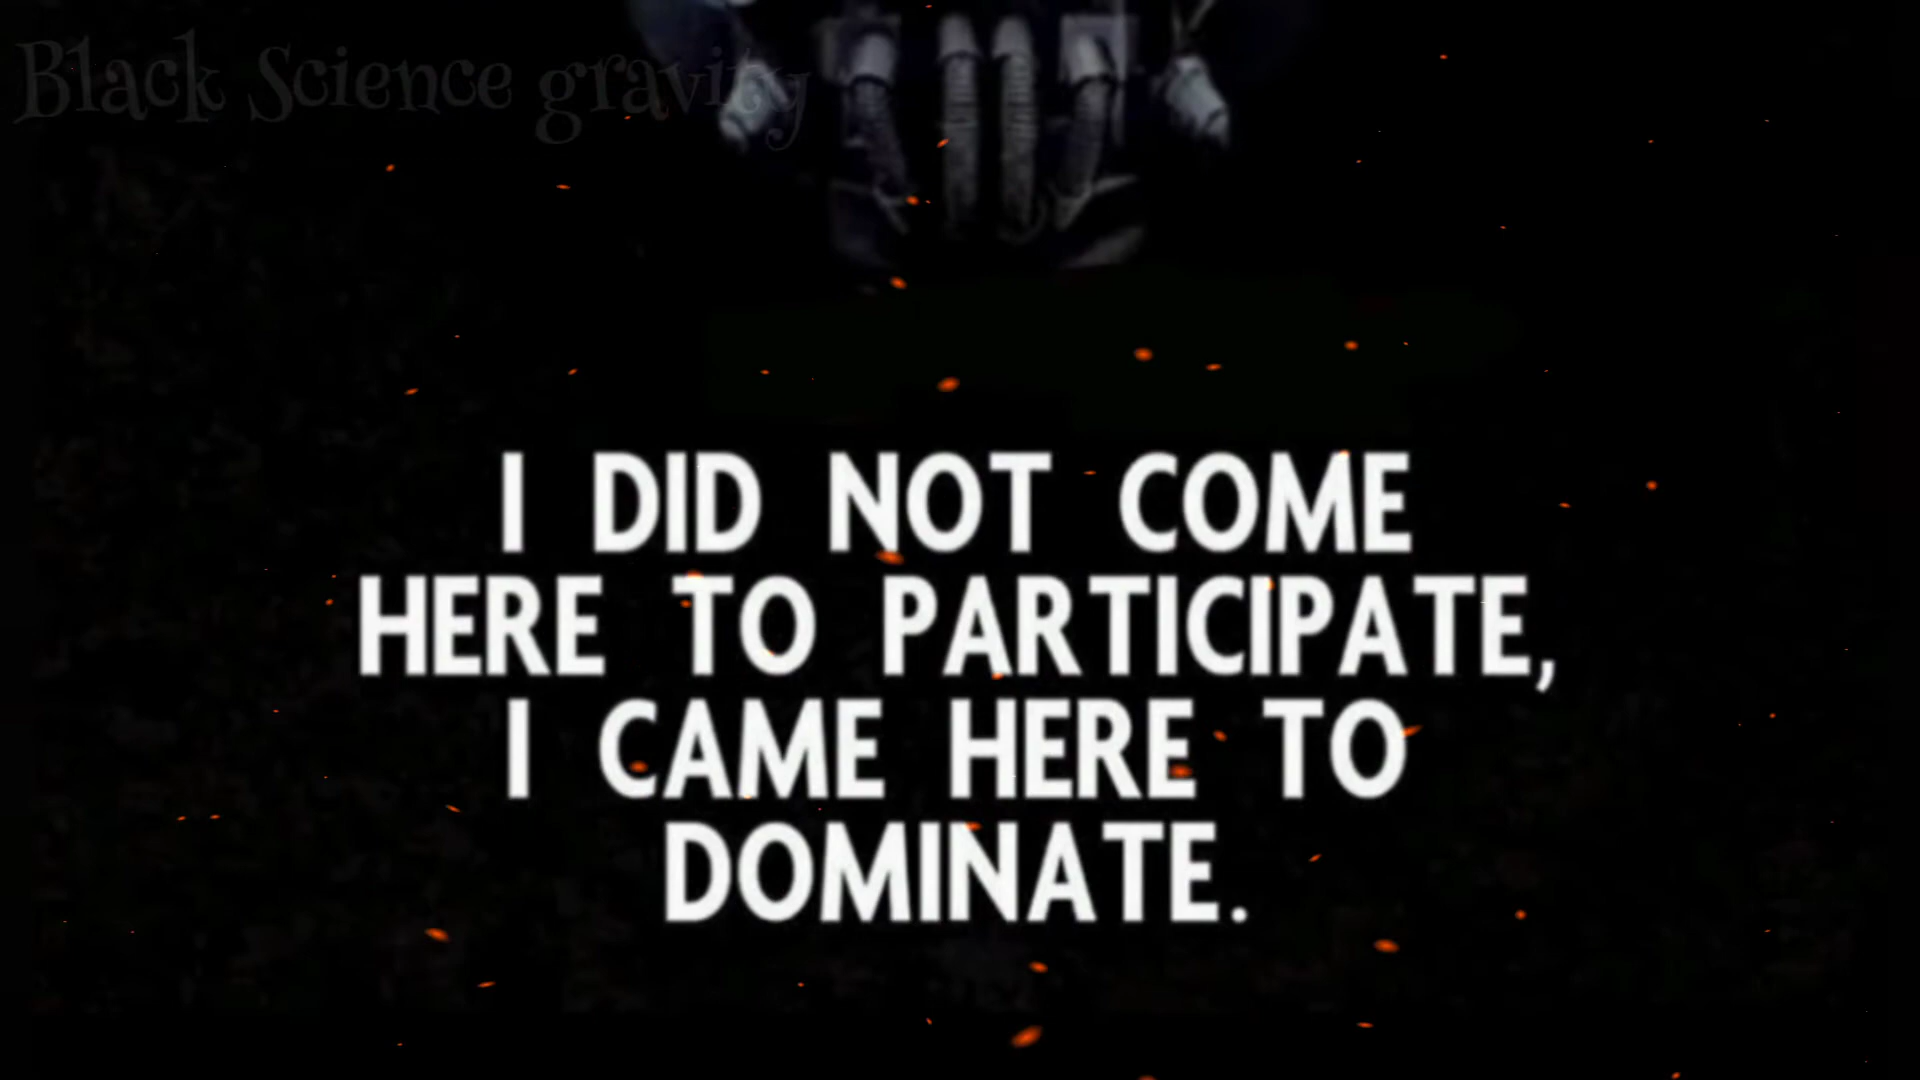 Black Science gravity
I DID NOT COME
HERE TO PARTICIPATE,
I CAME HERE TO
DOMINATE.